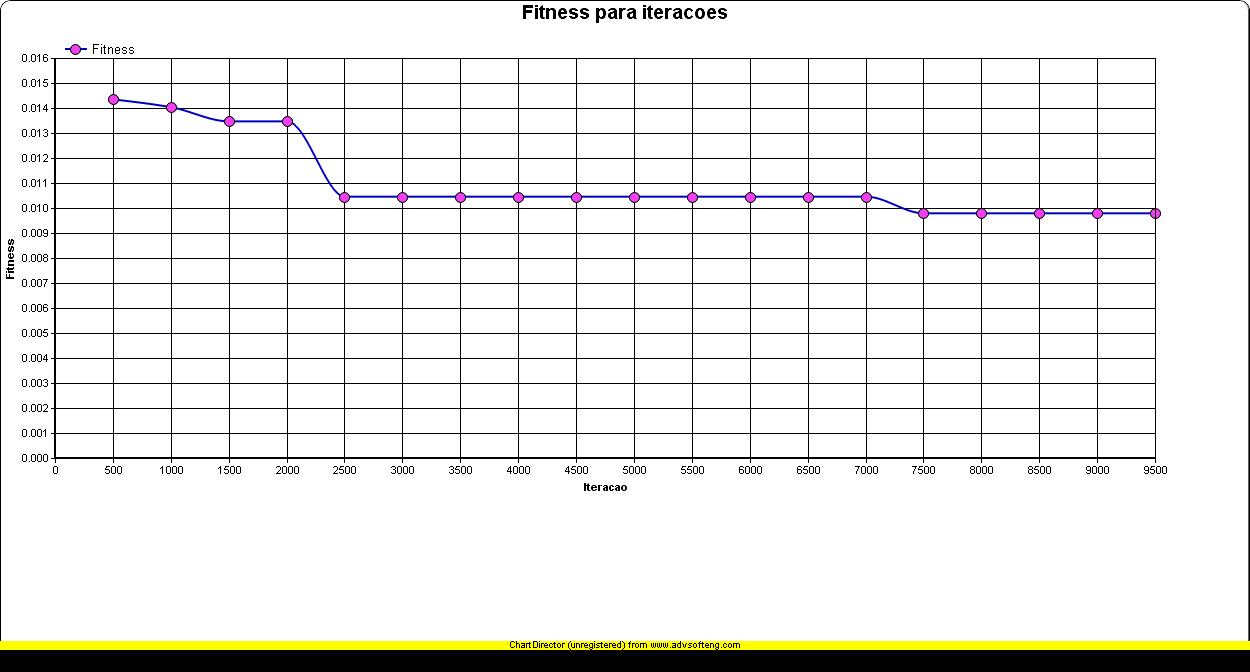 Fitness para iteracoes
Fitness
0.016
0.015
0.014
0.013
0.012
0.011
0.010
0.009
0.008
0.007
0.006
0.005
0.004
0.003
0.002
0.001
0.000
Fitness
0 500 1000 1500 2000 2500 3000 3500 4000 4500 5000 5500 6000 6500 7000 7500 8000 8500 9000 9500
Iteracao
ChartDirector (unregistered) from www.advsofteng.com